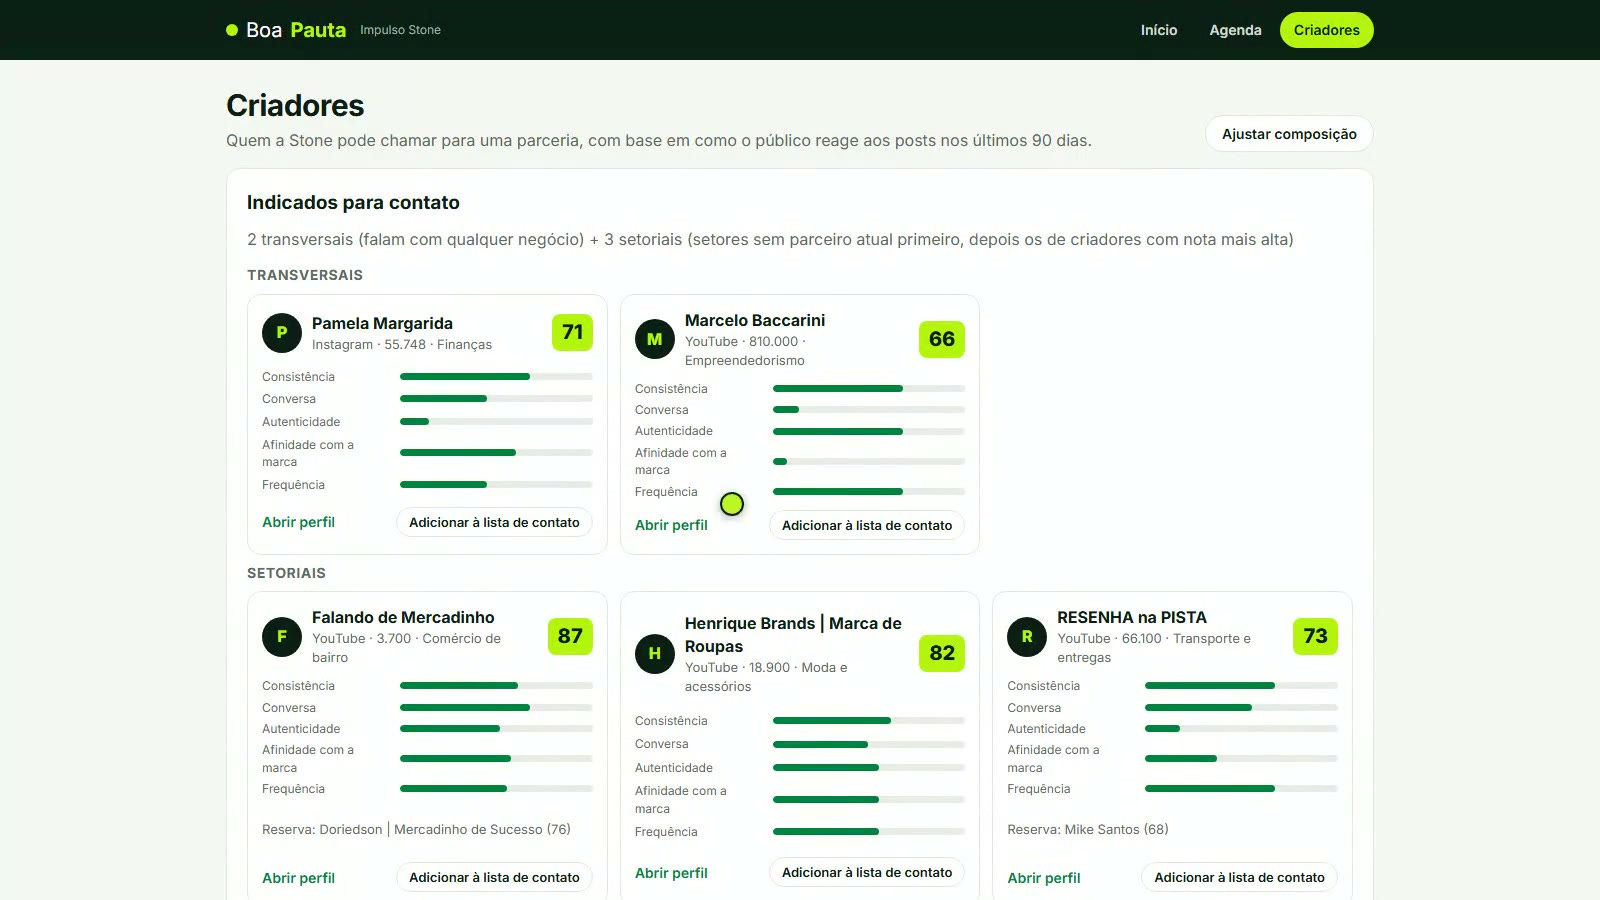 Boa Pauta Impulso Stone
Início Agenda Criadores
Criadores
Quem a Stone pode chamar para uma parceria, com base em como o público reage aos posts nos últimos 90 dias.
Ajustar composição
Indicados para contato
2 transversais (falam com qualquer negócio) + 3 setoriais (setores sem parceiro atual primeiro, depois os de criadores com nota mais alta)
TRANSVERSAIS
P
Pamela Margarida
Instagram · 55.748 · Finanças
71
Consistência
Conversa
Autenticidade
Afinidade com a
marca
Frequência
Abrir perfil
Adicionar à lista de contato
M
Marcelo Baccarini
YouTube · 810.000 ·
Empreendedorismo
66
Consistência
Conversa
Autenticidade
Afinidade com a
marca
Frequência
Abrir perfil
Adicionar à lista de contato
SETORIAIS
F
Falando de Mercadinho
YouTube · 3.700 · Comércio de
bairro
87
Consistência
Conversa
Autenticidade
Afinidade com a
marca
Frequência
Reserva: Doriedson | Mercadinho de Sucesso (76)
Abrir perfil
Adicionar à lista de contato
H
Henrique Brands | Marca de
Roupas
YouTube · 18.900 · Moda e
acessórios
82
Consistência
Conversa
Autenticidade
Afinidade com a
marca
Frequência
Abrir perfil
Adicionar à lista de contato
R
RESENHA na PISTA
YouTube · 66.100 · Transporte e
entregas
73
Consistência
Conversa
Autenticidade
Afinidade com a
marca
Frequência
Reserva: Mike Santos (68)
Abrir perfil
Adicionar à lista de contato